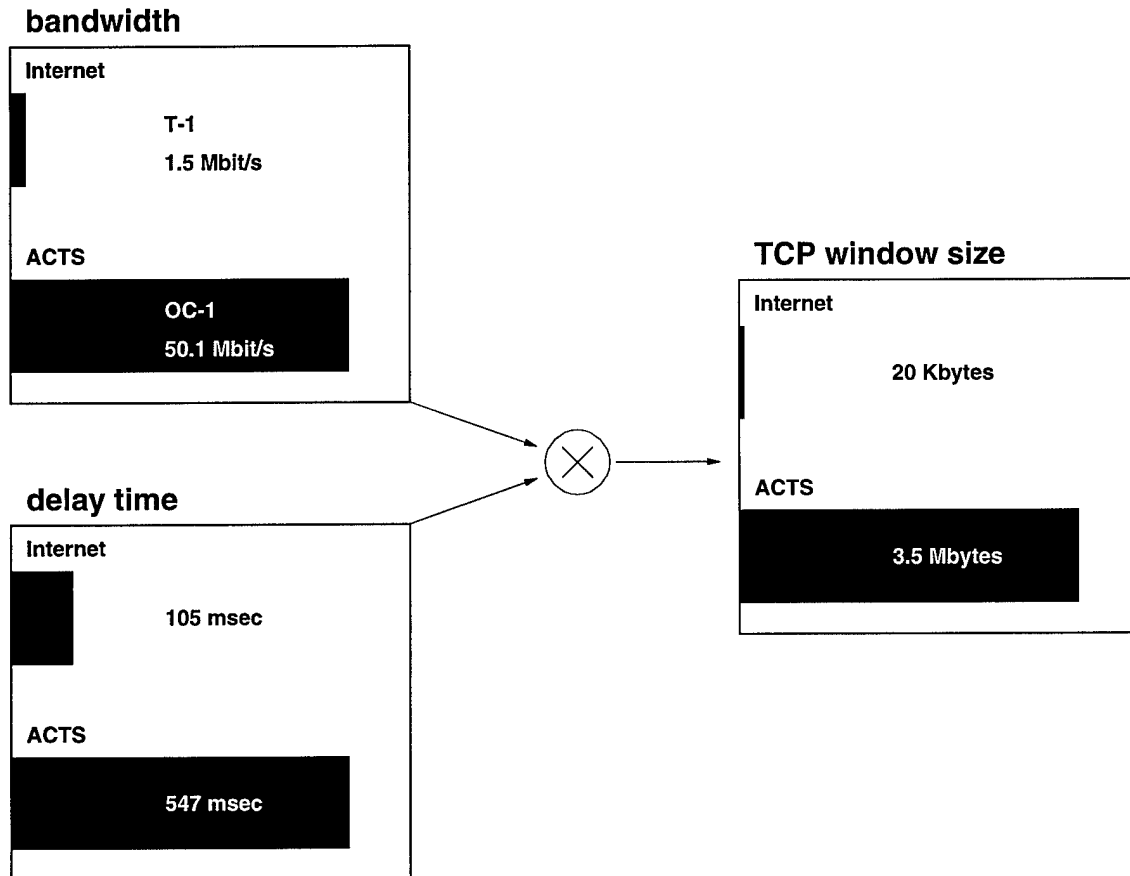 bandwidth
Internet
T-1
1.5 Mbit/s
ACTS
OC-1
50.1 Mbit/s
delay time
Internet
105 msec
ACTS
547 msec
TCP window size
Internet
20 Kbytes
ACTS
3.5 Mbytes